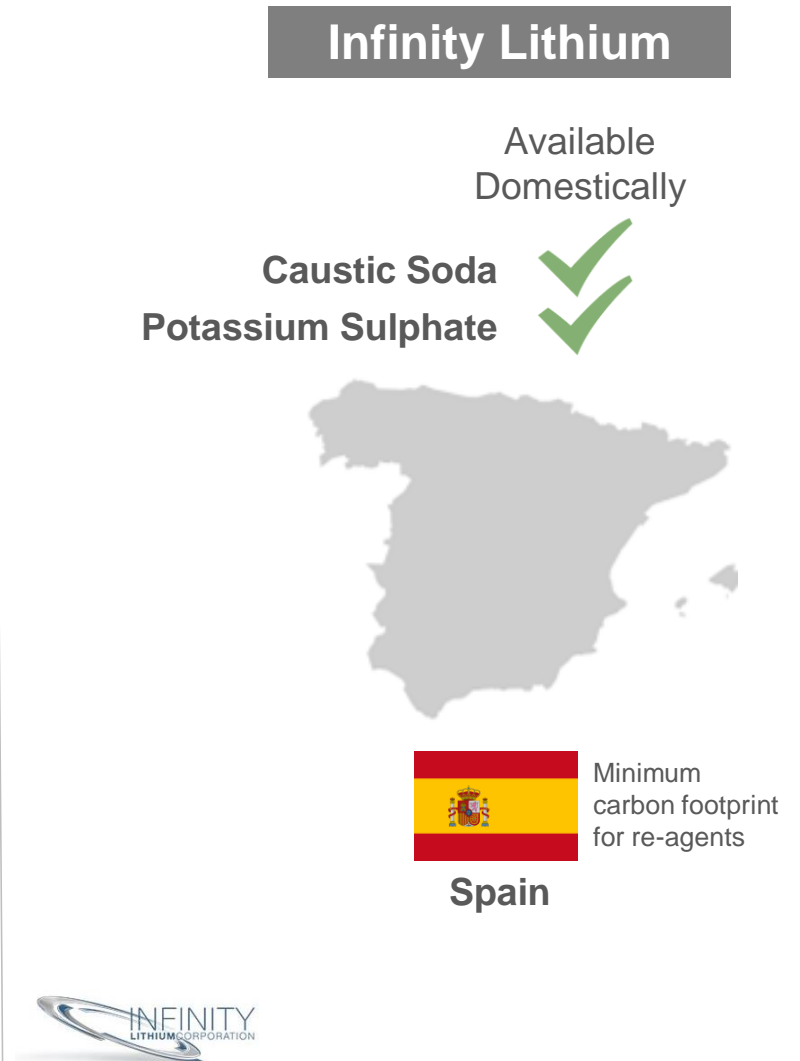 Infinity Lithium
Available
Domestically
Caustic Soda
Potassium Sulphate
Minimum
carbon footprint
for re-agents
Spain
INFINITY
LITHIUMCORPORATION